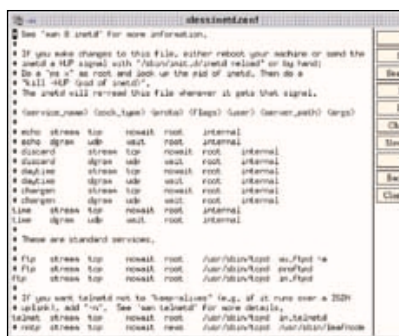 # See "man 8 inetd" for more information.
#
# If you make changes to this file, either reboot your machine or send the
# inetd a HUP signal with "/sbin/init.d/inetd reload" or by hand:
# Do a "ps x" as root and look up the pid of inetd. Then do a
# "kill -HUP (pid of inetd)".
# The inetd will re-read this file whenever it gets that signal.
#
# (service_name) (sock_type) (proto) (flags) (user) (server_path) (args)
#
# echo stream tcp nowait root internal
# echo dgram udp wait root internal
# discard stream tcp nowait root internal
# discard dgram udp wait root internal
# daytime stream tcp nowait root internal
# daytime dgram udp wait root internal
# chargen stream tcp nowait root internal
# chargen dgram udp wait root internal
time stream tcp nowait root internal
time dgram udp wait root internal
#
# These are standard services.
#
# ftp stream tcp nowait root /usr/sbin/tcpd wu.ftpd -a
# ftp stream tcp nowait root /usr/sbin/tcpd proftpd
ftp stream tcp nowait root /usr/sbin/tcpd in.ftpd
#
# If you want telnetd not to "keep-alives" (e.g. if it runs over a ISDN
# uplink), add "-n". See "man telnetd" for more details.
telnet stream tcp nowait root /usr/sbin/tcpd in.telnetd
# nntp stream tcp nowait news /usr/sbin/tcpd /usr/sbin/leafnode